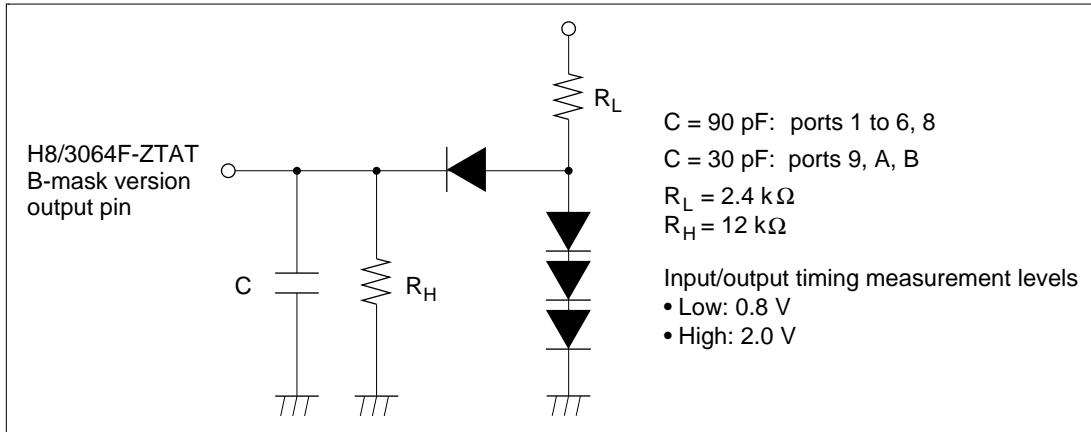 H8/3064F-ZTAT
B-mask version
output pin
C
R_H
R_L
C = 90 pF: ports 1 to 6, 8
C = 30 pF: ports 9, A, B
R_L = 2.4 kΩ
R_H = 12 kΩ
Input/output timing measurement levels
• Low: 0.8 V
• High: 2.0 V